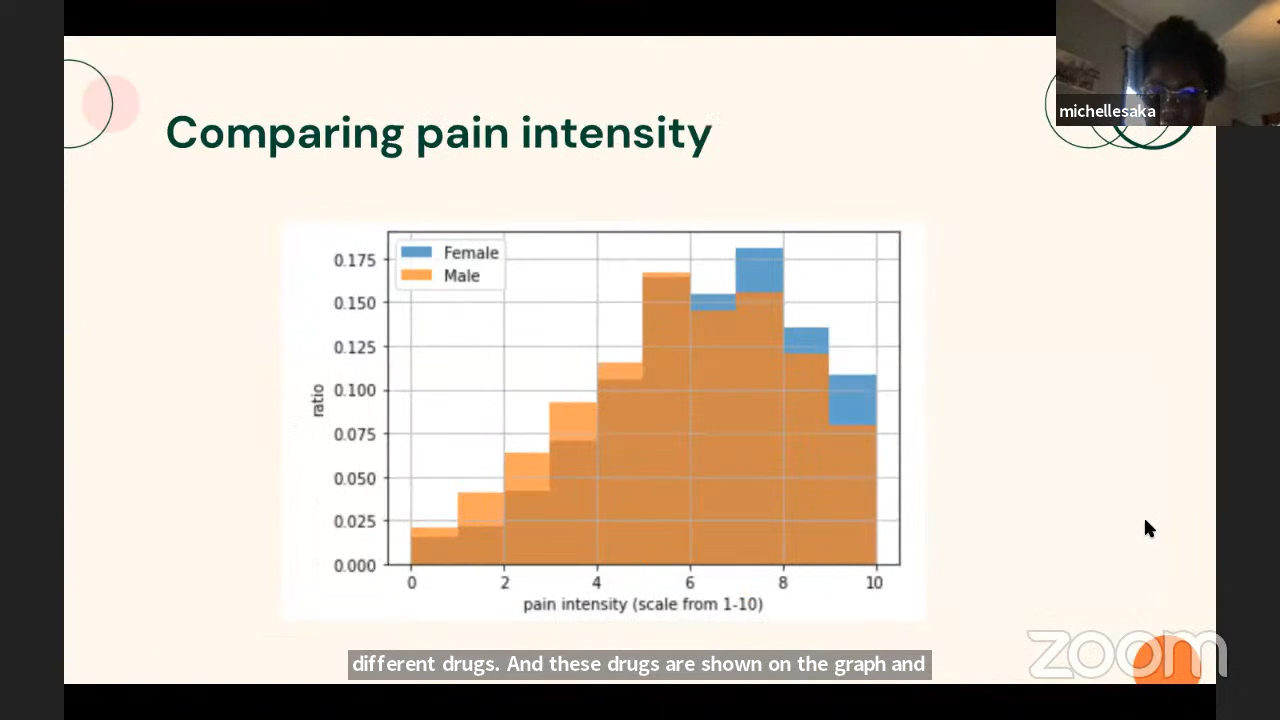 michellesaka
Comparing pain intensity
Female
Male
0.175
0.150
0.125
0.100
0.075
0.050
0.025
0.000
ratio
0 2 4 6 8 10
pain intensity (scale from 1-10)
different drugs. And these drugs are shown on the graph and
zoom